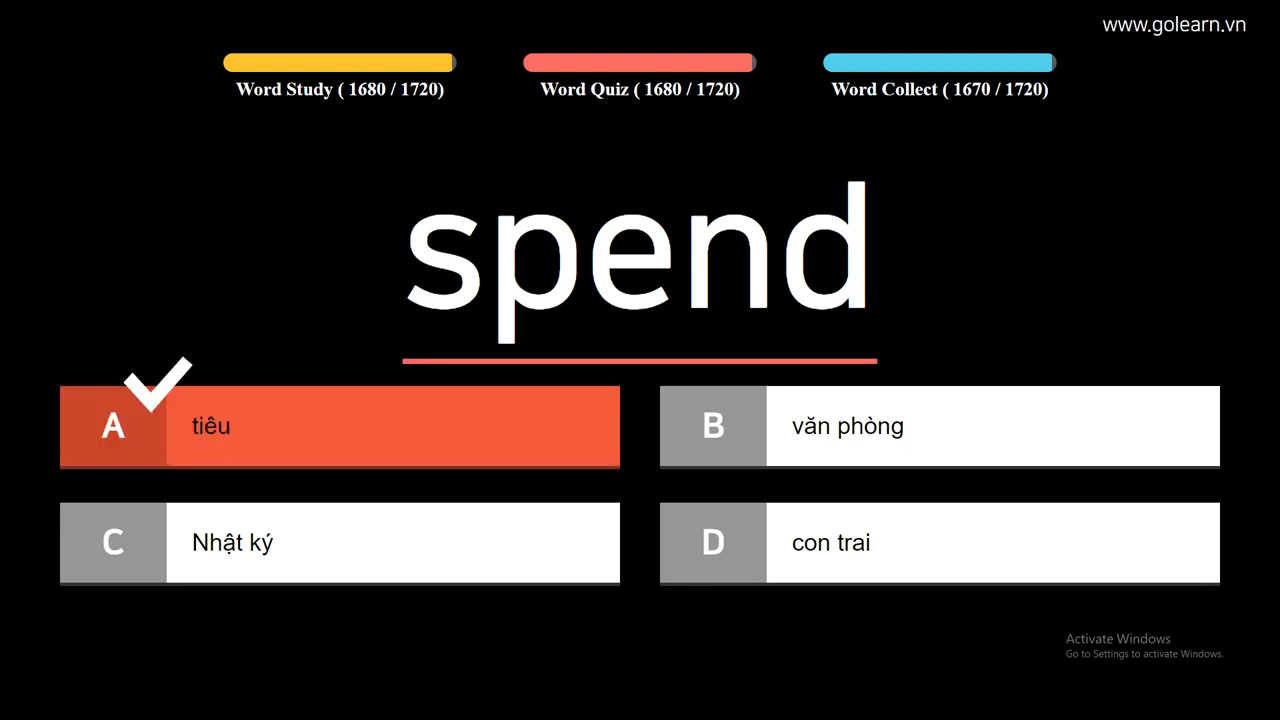 www.golearn.vn
Word Study ( 1680 / 1720)
Word Quiz ( 1680 / 1720)
Word Collect ( 1670 / 1720)
spend
A tiêu
B văn phòng
C Nhật ký
D con trai
Activate Windows
Go to Settings to activate Windows.